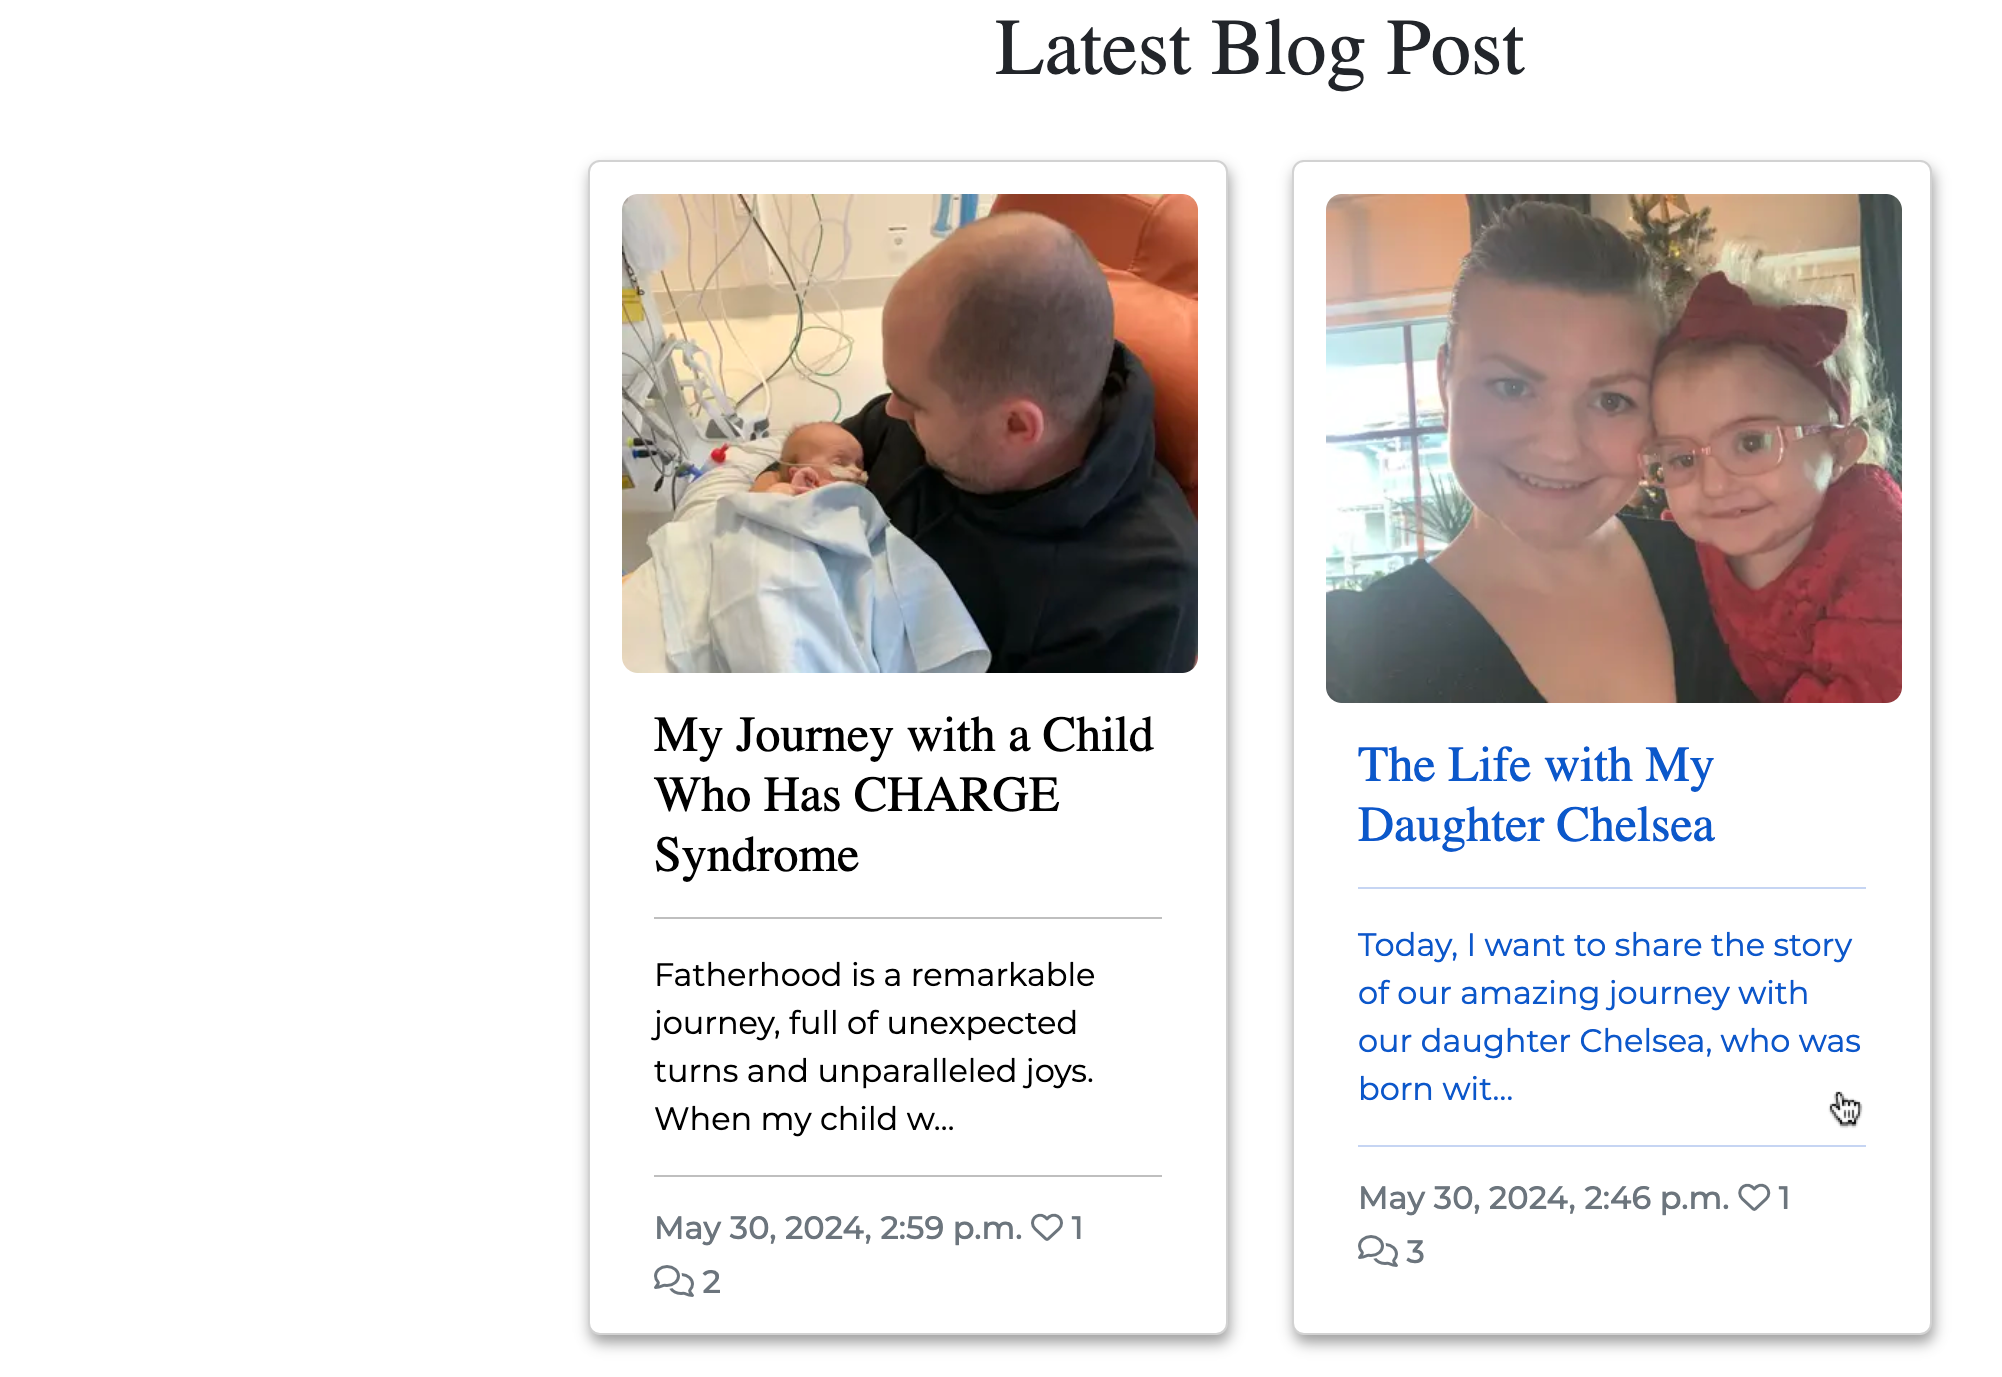 Latest Blog Post
My Journey with a Child
Who Has CHARGE
Syndrome
Fatherhood is a remarkable
journey, full of unexpected
turns and unparalleled joys.
When my child w...
May 30, 2024, 2:59 p.m. 1
2
The Life with My
Daughter Chelsea
Today, I want to share the story
of our amazing journey with
our daughter Chelsea, who was
born wit...
May 30, 2024, 2:46 p.m. 1
3